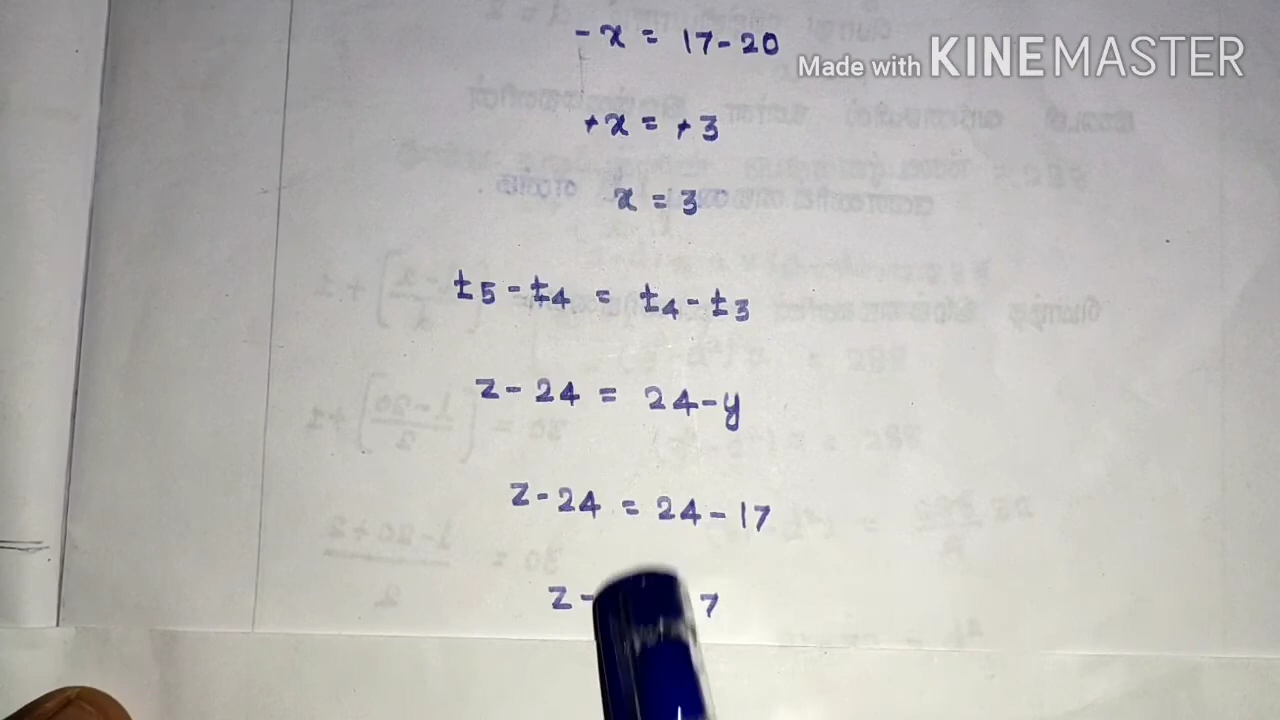 -x = 17-20
Made with KINEMASTER
+x = +3
x = 3
t5 - t4 = t4 - t3
z - 24 = 24 - y
z - 24 = 24 - 17
z - 7